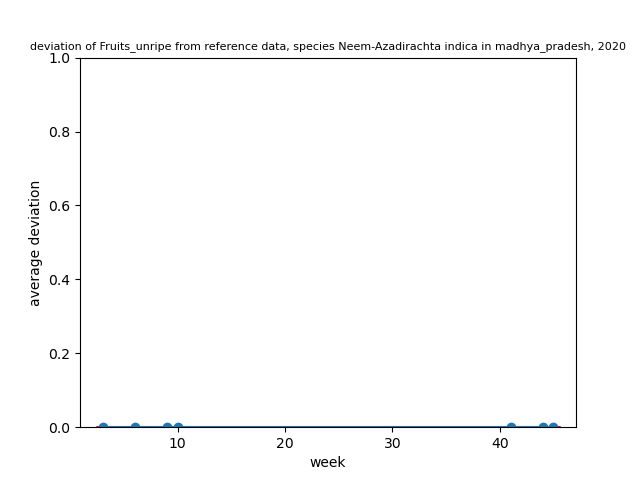 deviation of Fruits_unripe from reference data, species Neem-Azadirachta indica in madhya_pradesh, 2020
1.0
0.8
0.6
0.4
0.2
0.0
average deviation
10 20 30 40
week